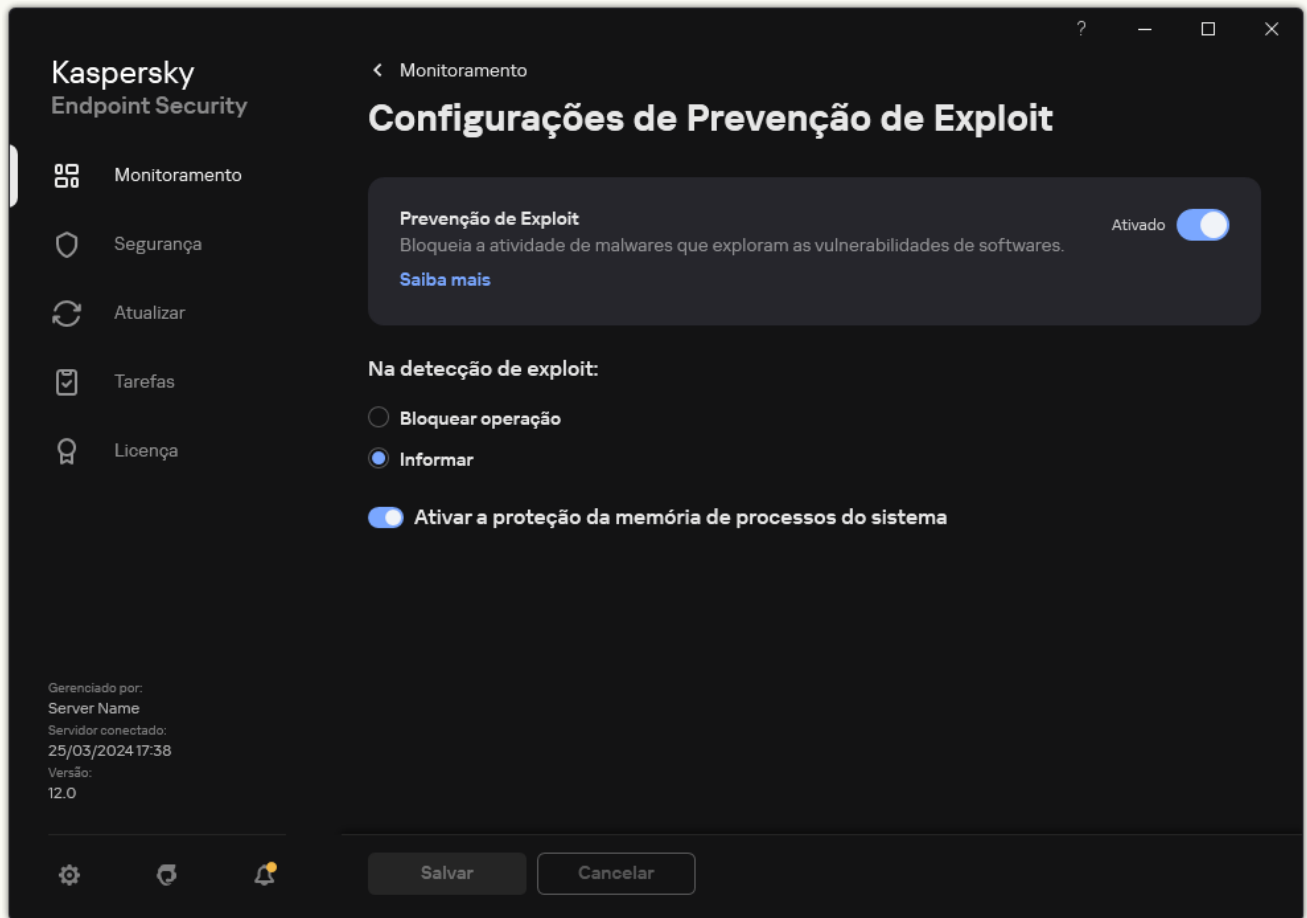 ?
Kaspersky
Endpoint Security
Monitoramento
Segurança
Atualizar
Tarefas
Licença
Gerenciado por:
Server Name
Servidor conectado:
25/03/2024 17:38
Versão:
12.0
Monitoramento
Configurações de Prevenção de Exploit
Prevenção de Exploit
Ativado
Bloqueia a atividade de malwares que exploram as vulnerabilidades de softwares.
Saiba mais
Na detecção de exploit:
Bloquear operação
Informar
Ativar a proteção da memória de processos do sistema
Salvar
Cancelar